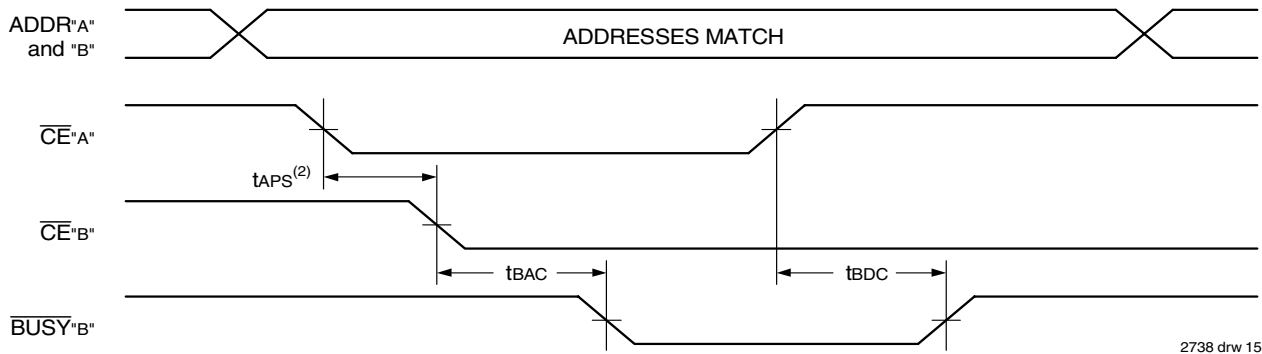 ADDR"A"
and "B"
ADDRESSES MATCH
CE"A"
tAPS(2)
CE"B"
tBAC
tBDC
BUSY"B"
2738 drw 15